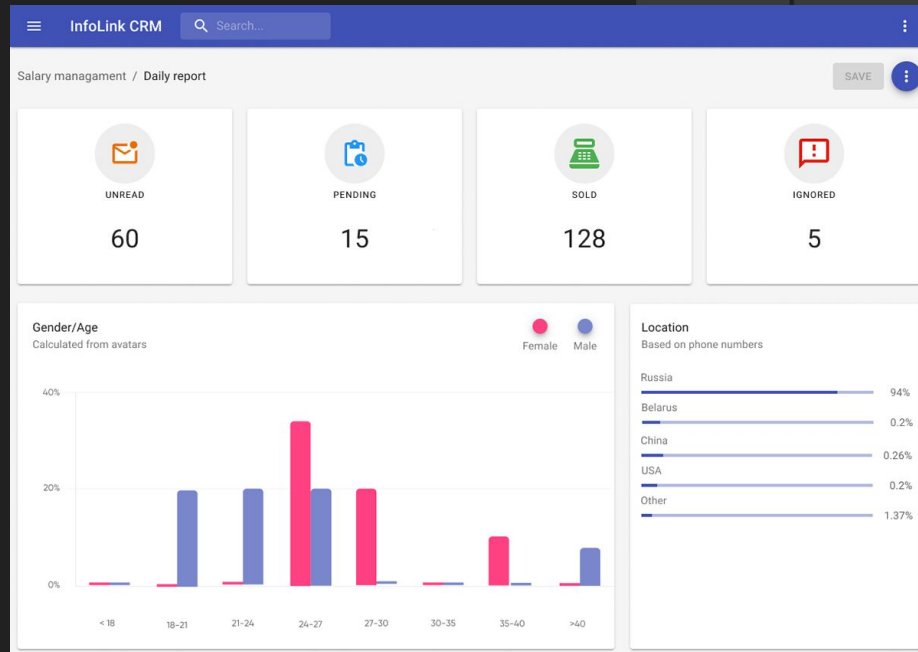 InfoLink CRM
Search...
Salary managament / Daily report
SAVE
UNREAD
60
PENDING
15
SOLD
128
IGNORED
5
Gender/Age
Calculated from avatars
Female Male
40%
20%
0%
< 18 18-21 21-24 24-27 27-30 30-35 35-40 >40
Location
Based on phone numbers
Russia
94%
Belarus
0.2%
China
0.26%
USA
0.2%
Other
1.37%